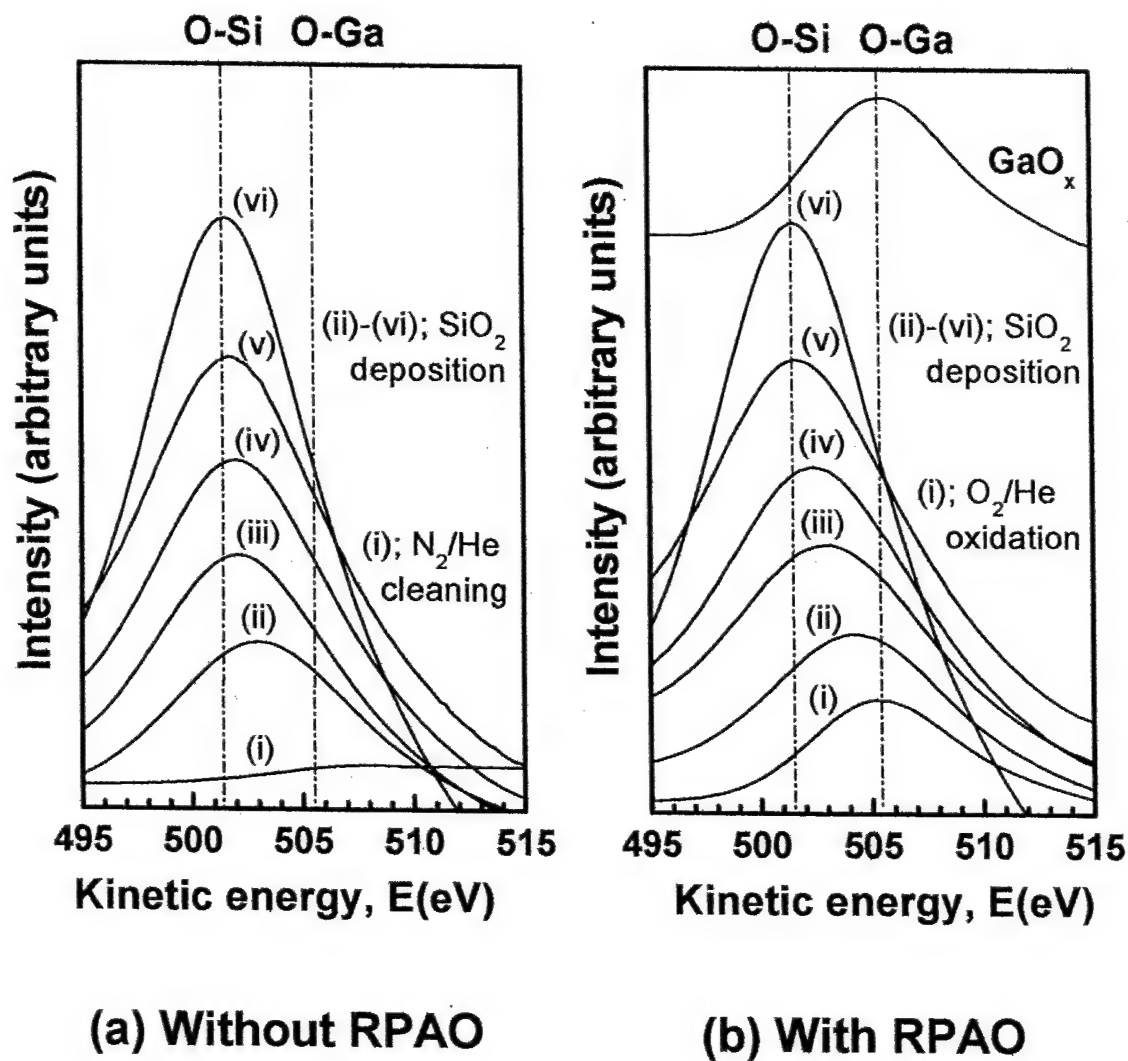 O-Si O-Ga
(vi)
(v)
(iv)
(iii)
(ii)
(i)
(ii)-(vi); SiO₂
deposition
(i); N₂/He
cleaning
Intensity (arbitrary units)
495 500 505 510 515
Kinetic energy, E(eV)
(a) Without RPAO
O-Si O-Ga
GaOₓ
(vi)
(v)
(iv)
(iii)
(ii)
(i)
(ii)-(vi); SiO₂
deposition
(i); O₂/He
oxidation
Intensity (arbitrary units)
495 500 505 510 515
Kinetic energy, E(eV)
(b) With RPAO